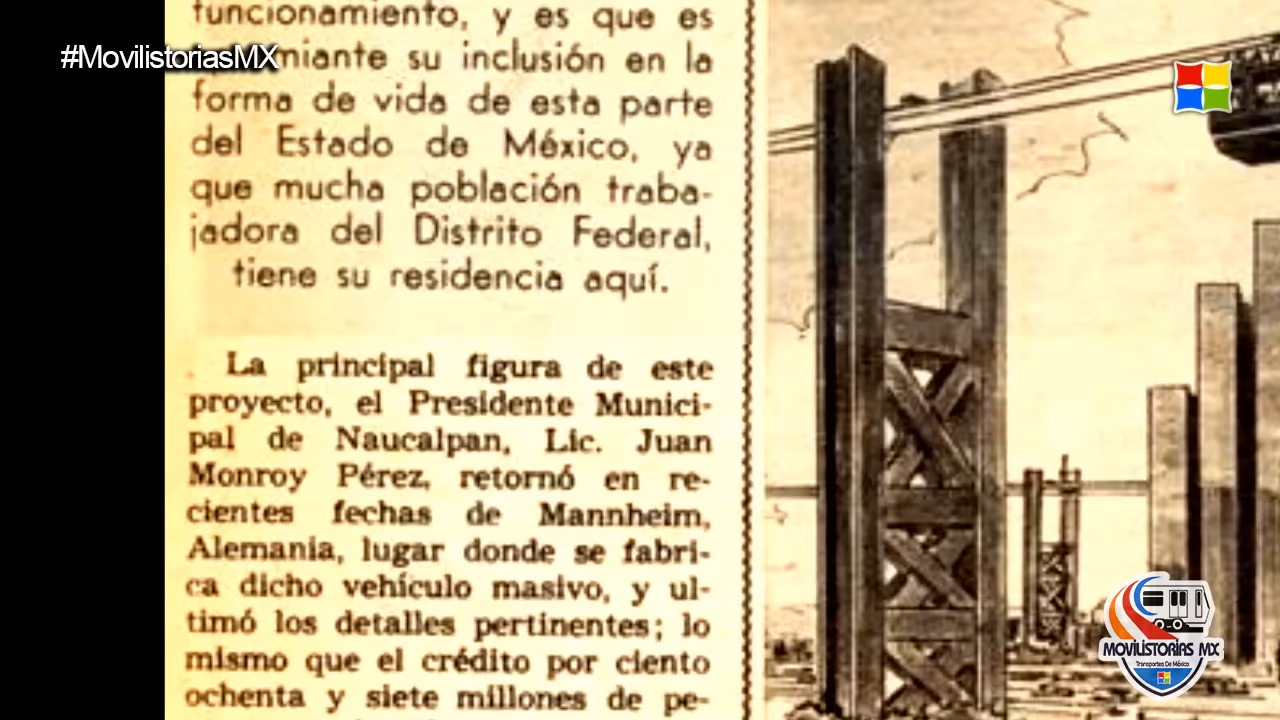 #MovilistoriasMX
funcionamiento, y es que es
miante su inclusión en la
forma de vida de esta parte
del Estado de México, ya
que mucha población traba-
jadora del Distrito Federal,
tiene su residencia aquí.
La principal figura de este
proyecto, el Presidente Munici-
pal de Naucalpan, Lic. Juan
Monroy Pérez, retornó en re-
cientes fechas de Mannheim,
Alemania, lugar donde se fabri-
ca dicho vehículo masivo, y ul-
timó los detalles pertinentes; lo
mismo que el crédito por ciento
ochenta y siete millones de pe-
MOVILISTORIAS MX
Transportes De México